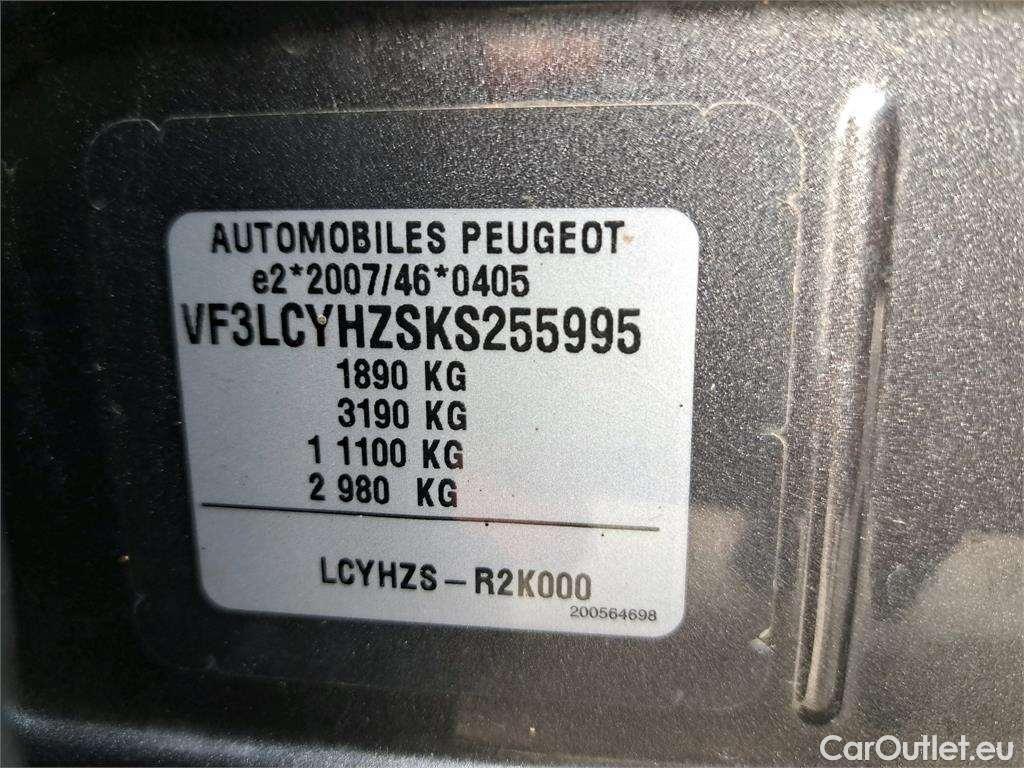 AUTOMOBILES PEUGEOT
e2*2007/46*0405
VF3LCYHZSKS255995
1890 KG
3190 KG
1 1100 KG
2 980 KG
LCYHZS – R2K000
200564698
CarOutlet.eu